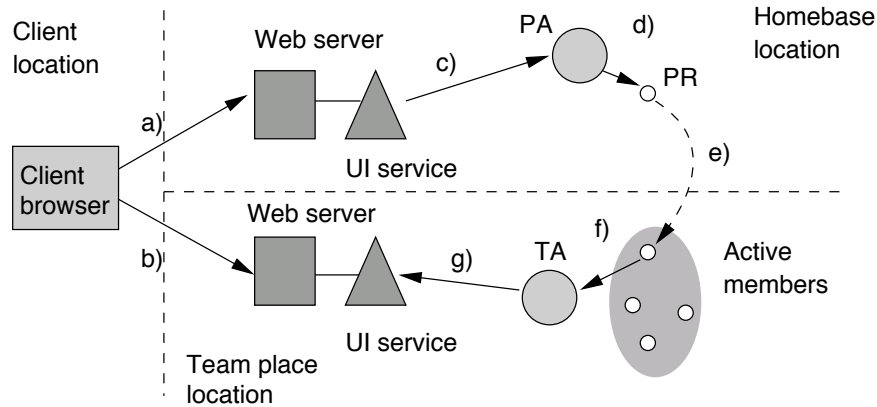 Client
location
Web server
PA
d)
Homebase
location
c)
PR
a)
UI service
e)
Client
browser
Web server
b)
f)
TA
g)
Active
members
UI service
Team place
location